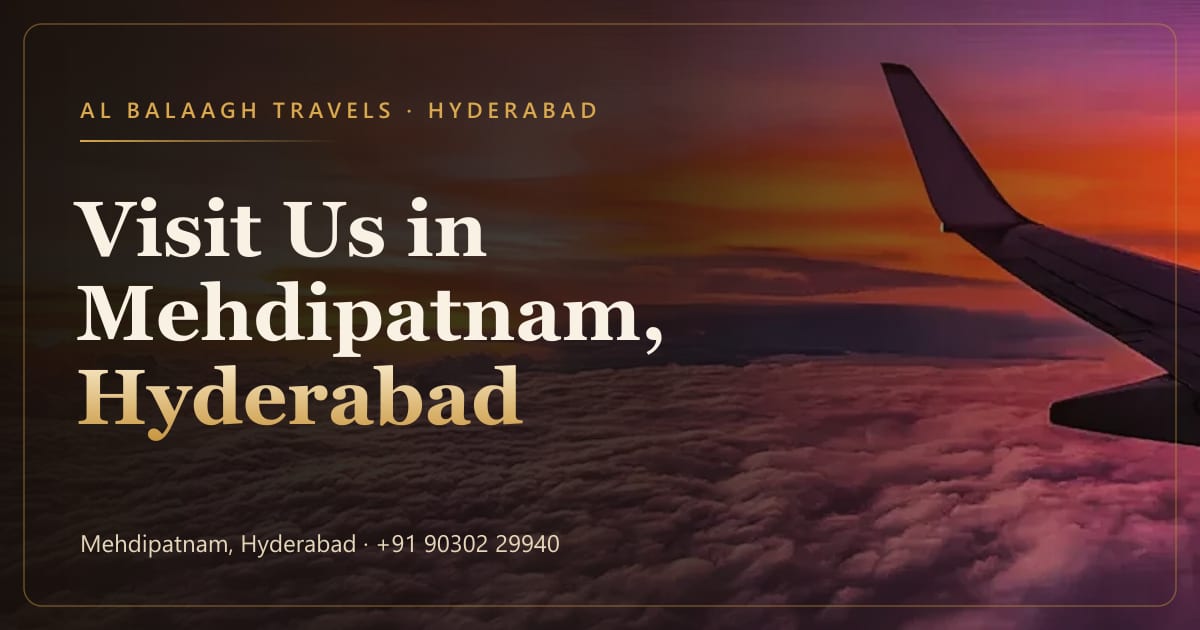 AL BALAAGH TRAVELS · HYDERABAD
Visit Us in
Mehdipatnam,
Hyderabad
Mehdipatnam, Hyderabad · +91 90302 29940